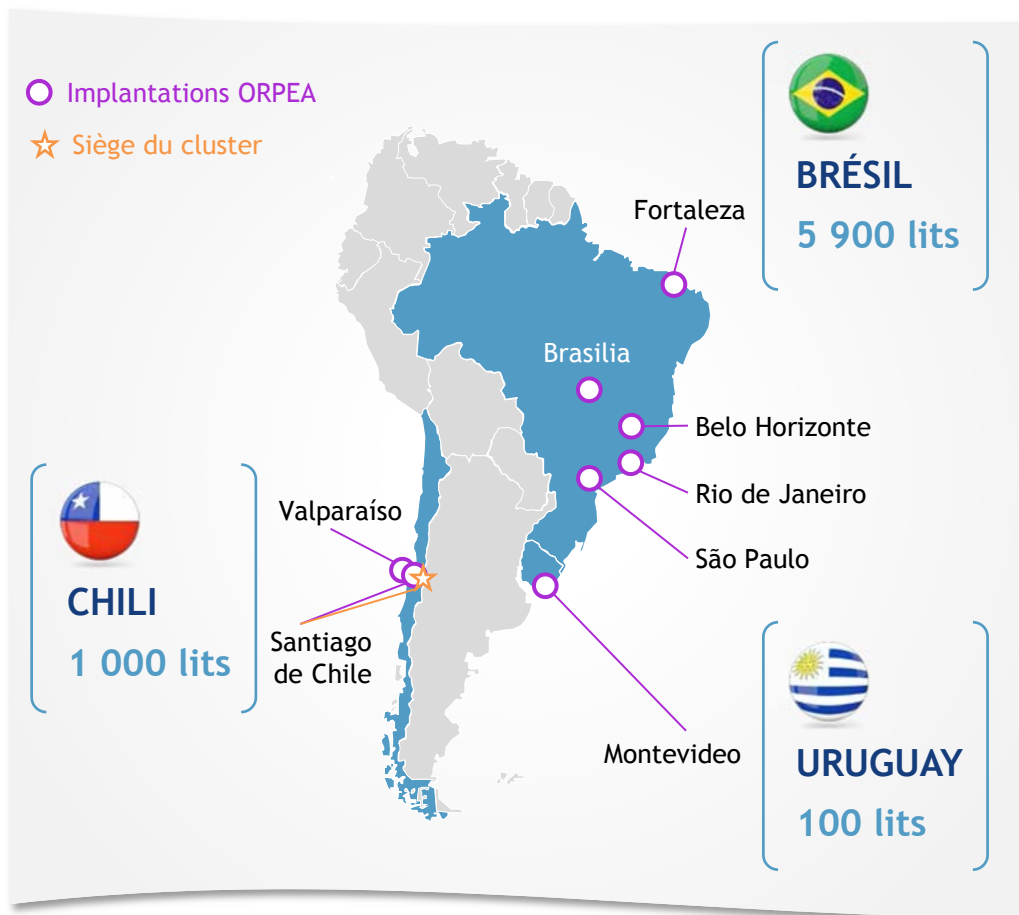 Implantations ORPEA
Siège du cluster
BRÉSIL
5 900 lits
Fortaleza
Brasilia
Belo Horizonte
Rio de Janeiro
São Paulo
Valparaíso
Santiago
de Chile
CHILI
1 000 lits
Montevideo
URUGUAY
100 lits